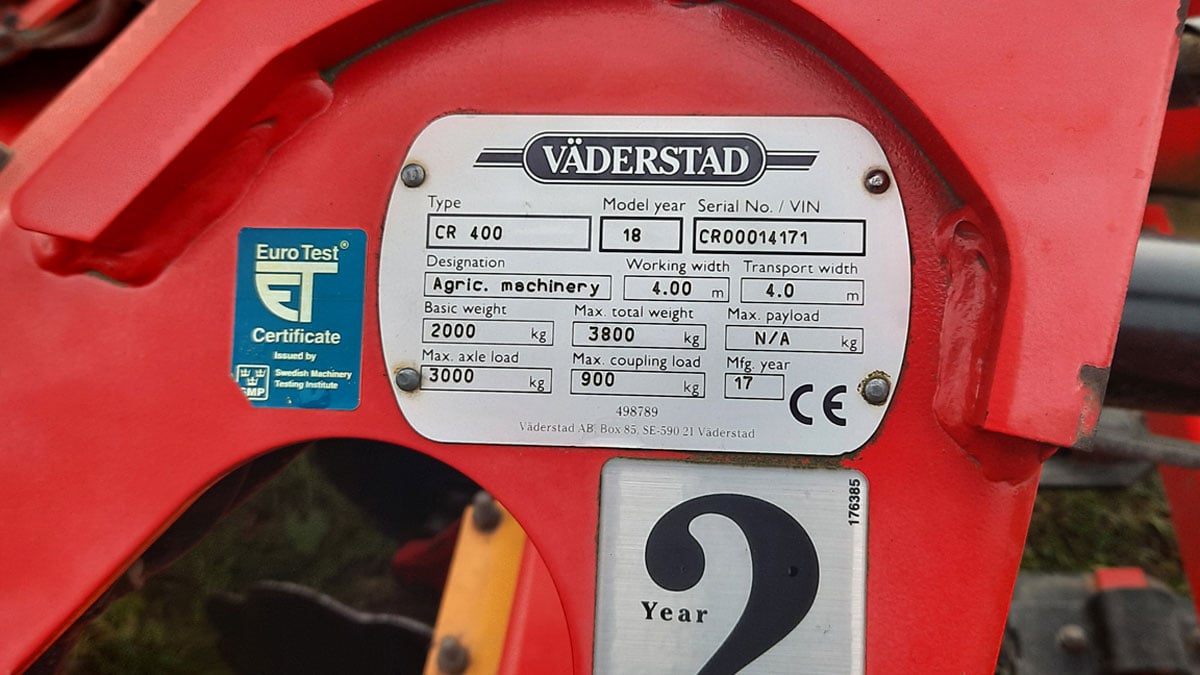 VÄDERSTAD
Type Model year Serial No. / VIN
CR 400 18 CR00014171
Designation Working width Transport width
Agric. machinery 4.00 m 4.0 m
Basic weight Max. total weight Max. payload
2000 kg 3800 kg N/A kg
Max. axle load Max. coupling load Mfg. year
3000 kg 900 kg 17 CE
498789
Väderstad AB, Box 85, SE-590 21 Väderstad
Euro Test®
ET
Certificate
Issued by
Swedish Machinery
Testing Institute
SMP
176385
2
Year